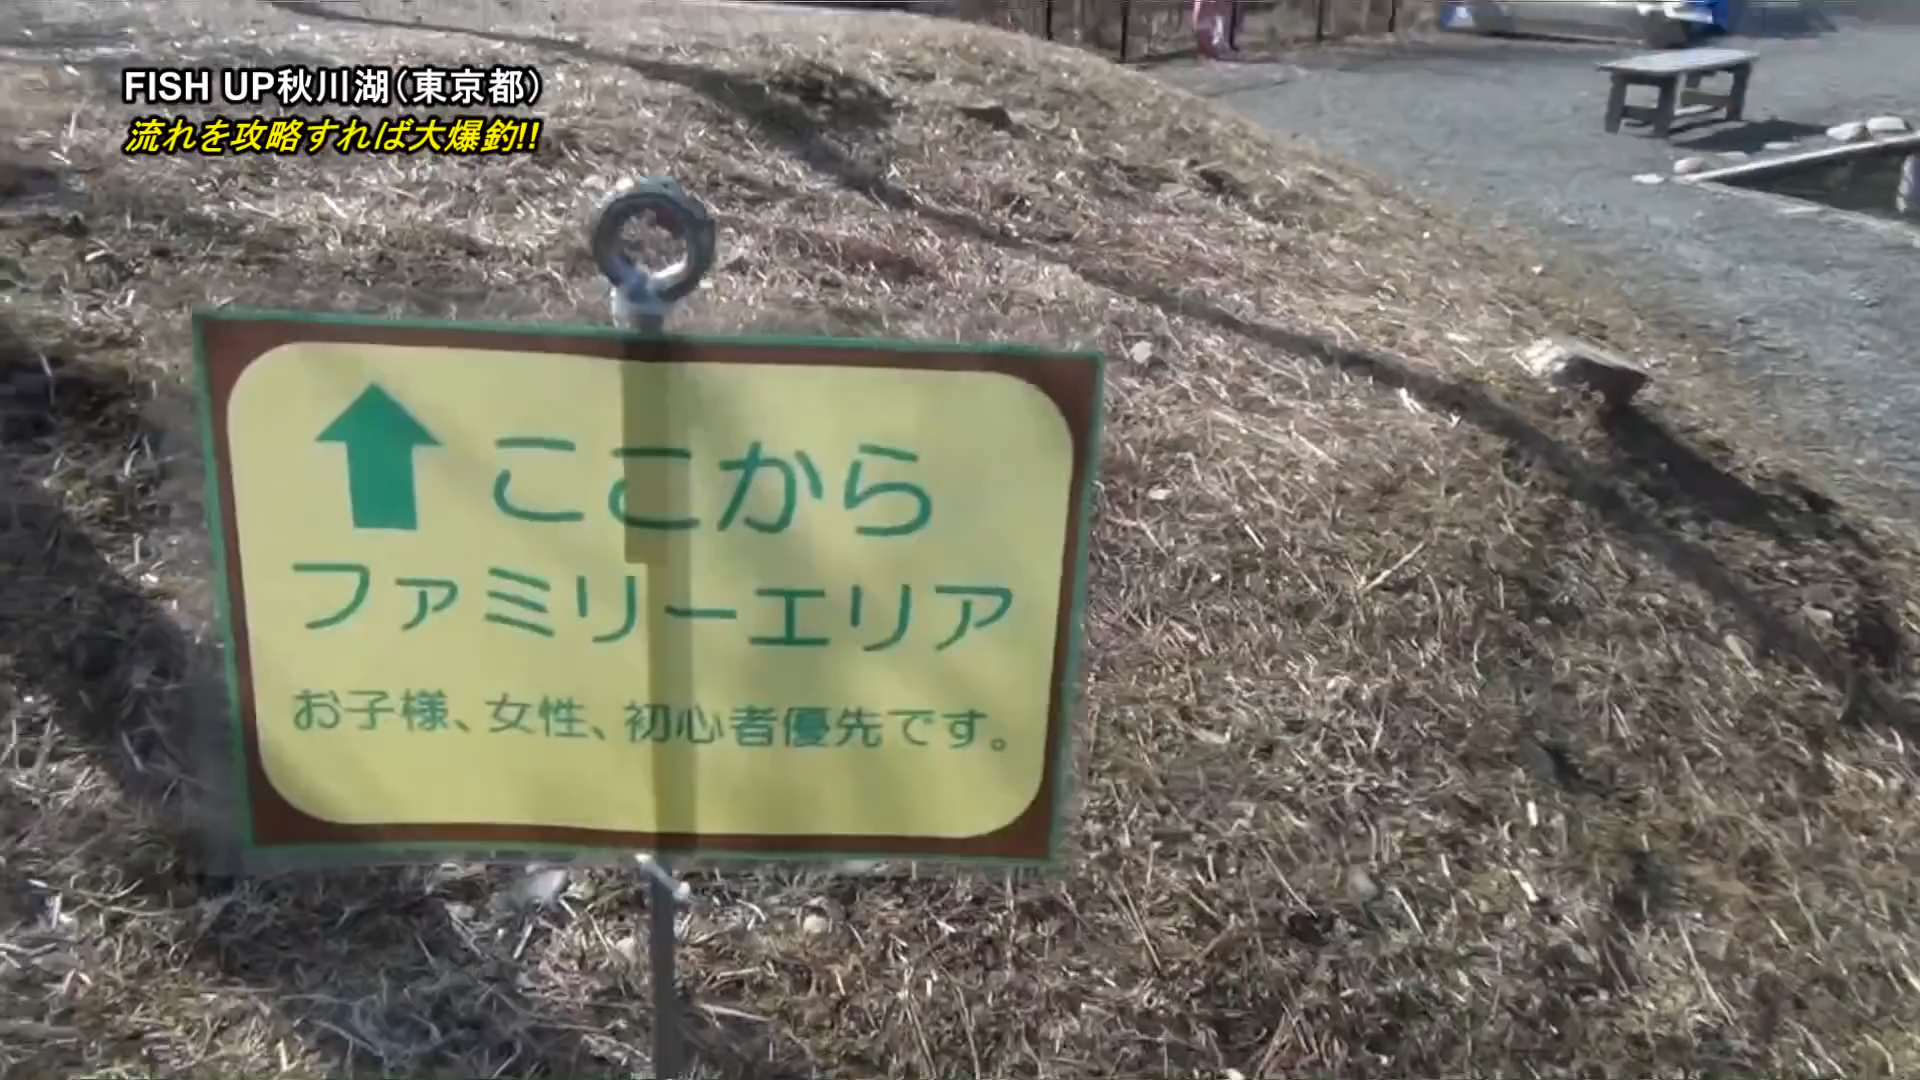 FISH UP秋川湖(東京都)
流れを攻略すれば大爆釣!!
ここから
ファミリーエリア
お子様、女性、初心者優先です。